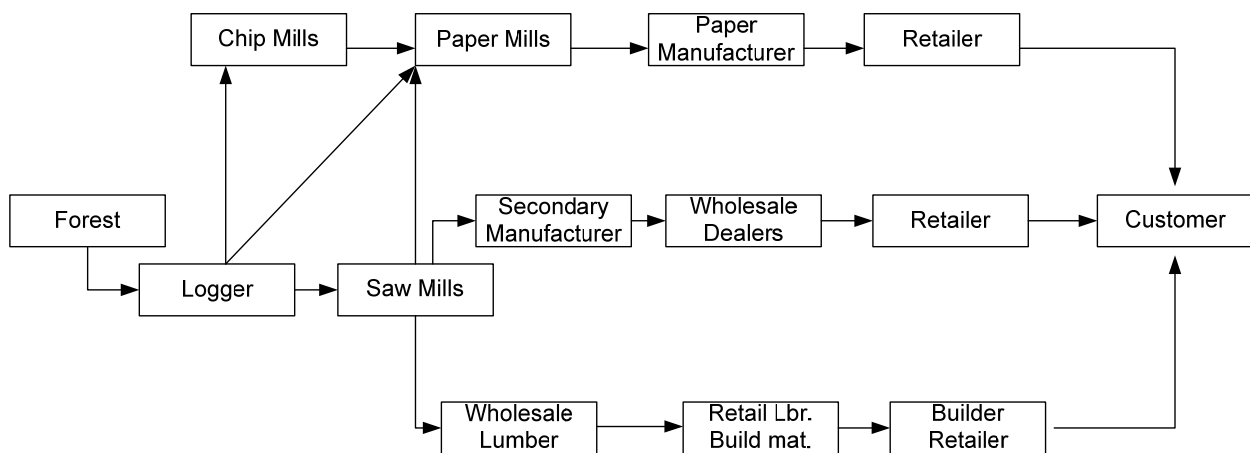 Chip Mills
Paper Mills
Paper
Manufacturer
Retailer
Forest
Secondary
Manufacturer
Wholesale
Dealers
Retailer
Customer
Logger
Saw Mills
Wholesale
Lumber
Retail Lbr.
Build mat.
Builder
Retailer